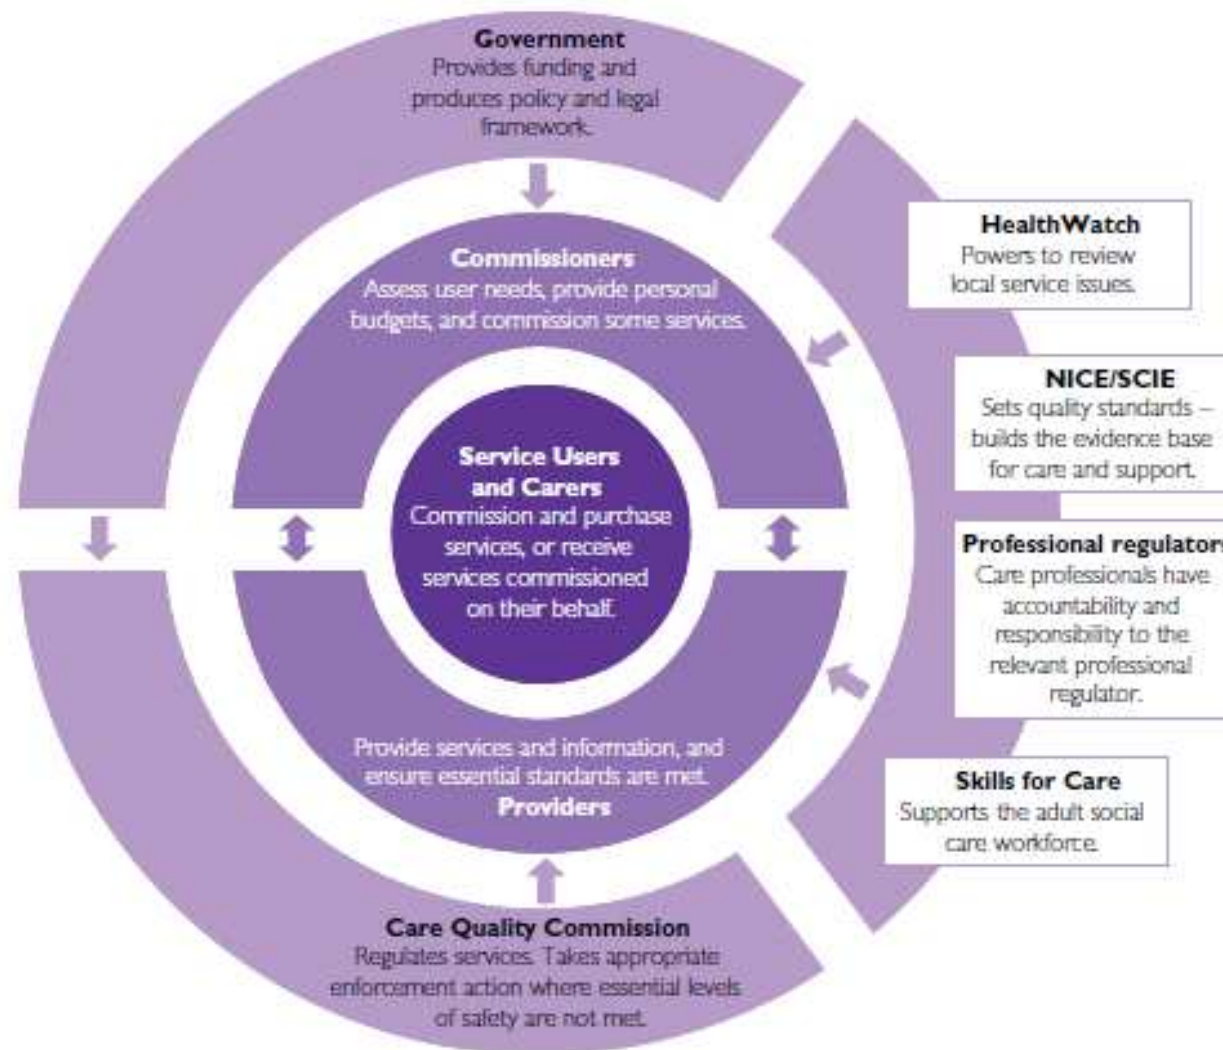 Government
Provides funding and
produces policy and legal
framework.
Commissioners
Assess user needs, provide personal
budgets, and commission some services.
Service Users
and Carers
Commission and purchase
services, or receive
services commissioned
on their behalf.
Provide services and information, and
ensure essential standards are met.
Providers
Care Quality Commission
Regulates services. Takes appropriate
enforcement action where essential levels
of safety are not met.
HealthWatch
Powers to review
local service issues.
NICE/SCIE
Sets quality standards –
builds the evidence base
for care and support.
Professional regulators
Care professionals have
accountability and
responsibility to the
relevant professional
regulator.
Skills for Care
Supports the adult social
care workforce.